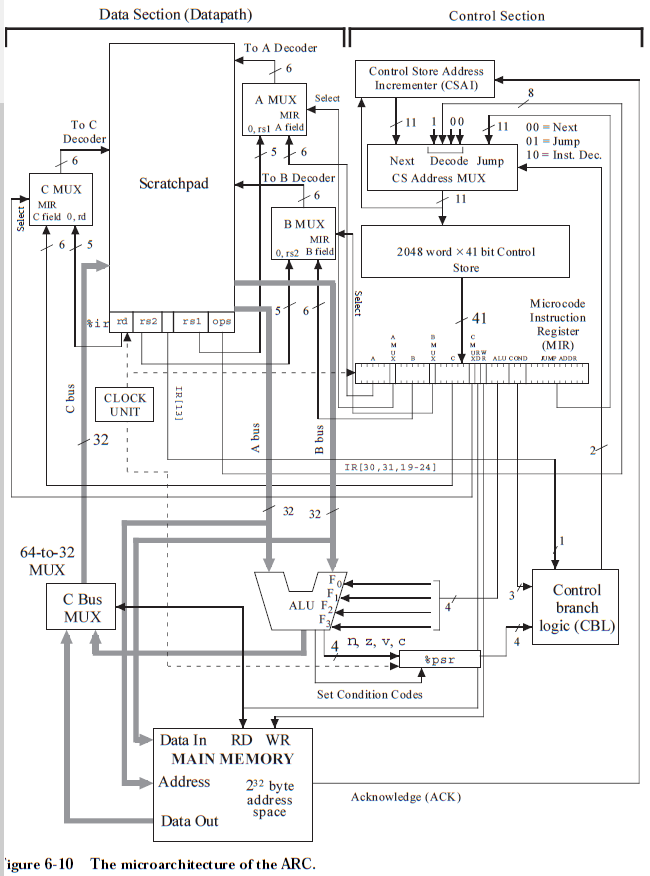 Data Section (Datapath)
Control Section
To A Decoder
6
A MUX
MIR
0, rs1 A field
Select
5
6
To C
Decoder
6
C MUX
MIR
C field 0, rd
Select
6
5
Scratchpad
To B Decoder
6
B MUX
MIR
0, rs2 B field
5
6
Select
Control Store Address
Incrementer (CSAI)
8
11
1 00
11
00 = Next
01 = Jump
10 = Inst. Dec.
Next Decode Jump
CS Address MUX
11
2048 word × 41 bit Control
Store
41
Microcode
Instruction
Register
(MIR)
A
AMUX
B
BMUX
C
CMUX
RD
WR
ALU
COND
JUMP ADDR
%ir rd rs2 rs1 ops
CLOCK
UNIT
IR[13]
C bus
32
A bus
B bus
IR[30,31,19-24]
2
32
32
64-to-32
MUX
C Bus
MUX
ALU
F0
F1
F2
F3
4
3
1
Control
branch
logic (CBL)
4
n, z, v, c
4
%psr
Set Condition Codes
Data In RD WR
MAIN MEMORY
Address
2^32 byte
address
space
Data Out
Acknowledge (ACK)
igure 6-10 The microarchitecture of the ARC.